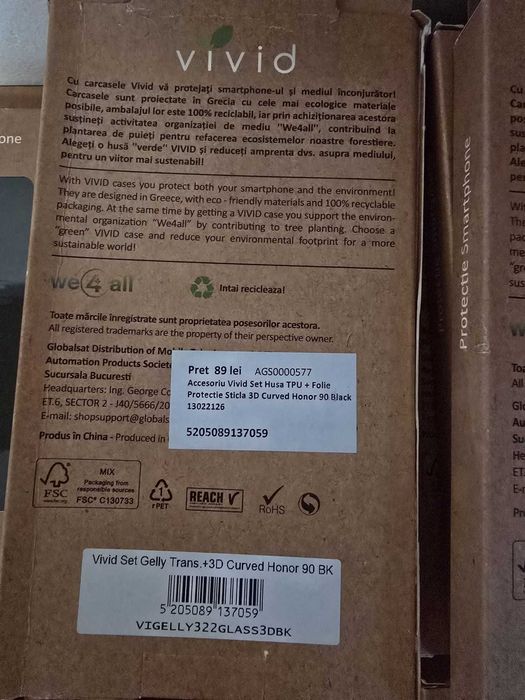 vivid
Cu carcasele Vivid vă protejați smartphone-ul și mediul înconjurător!
Carcasele sunt proiectate în Grecia cu cele mai ecologice materiale
posibile, ambalajul lor este 100% reciclabil, iar prin achiziționarea acestora
susțineți activitatea organizației de mediu "We4all", contribuind la
plantarea de puieți pentru refacerea ecosistemelor noastre forestiere.
Alegeți o husă "verde" VIVID și reduceți amprenta dvs. asupra mediului,
pentru un viitor mai sustenabil!
With VIVID cases you protect both your smartphone and the environment!
They are designed in Greece, with eco - friendly materials and 100% recyclable
packaging. At the same time by getting a VIVID case you support the environ-
mental organization "We4all" by contributing to tree planting. Choose a
"green" VIVID case and reduce your environmental footprint for a more
sustainable world!
we4all
Intai recicleaza!
Toate mărcile înregistrate sunt proprietatea posesorilor acestora.
All registered trademarks are the property of their perspective owner.
Globalsat Distribution of Mo
Automation Products Societ
Sucursala Bucuresti
Headquarters: Ing. George Co
ET.6, SECTOR 2 - J40/5666/20
E-mail: shopsupport@globals
Produs în China - Produced in
Pret 89 lei AGS0000577
Accesoriu Vivid Set Husa TPU + Folie
Protectie Sticla 3D Curved Honor 90 Black
13022126
5205089137059
FSC
www.fsc.org
MIX
Packaging from
responsible sources
FSC® C130733
1
rPET
REACH
RoHS
Vivid Set Gelly Trans.+3D Curved Honor 90 BK
5 205089 137059
VIGELLY322GLASS3DBK
one
Protectie Smartphone